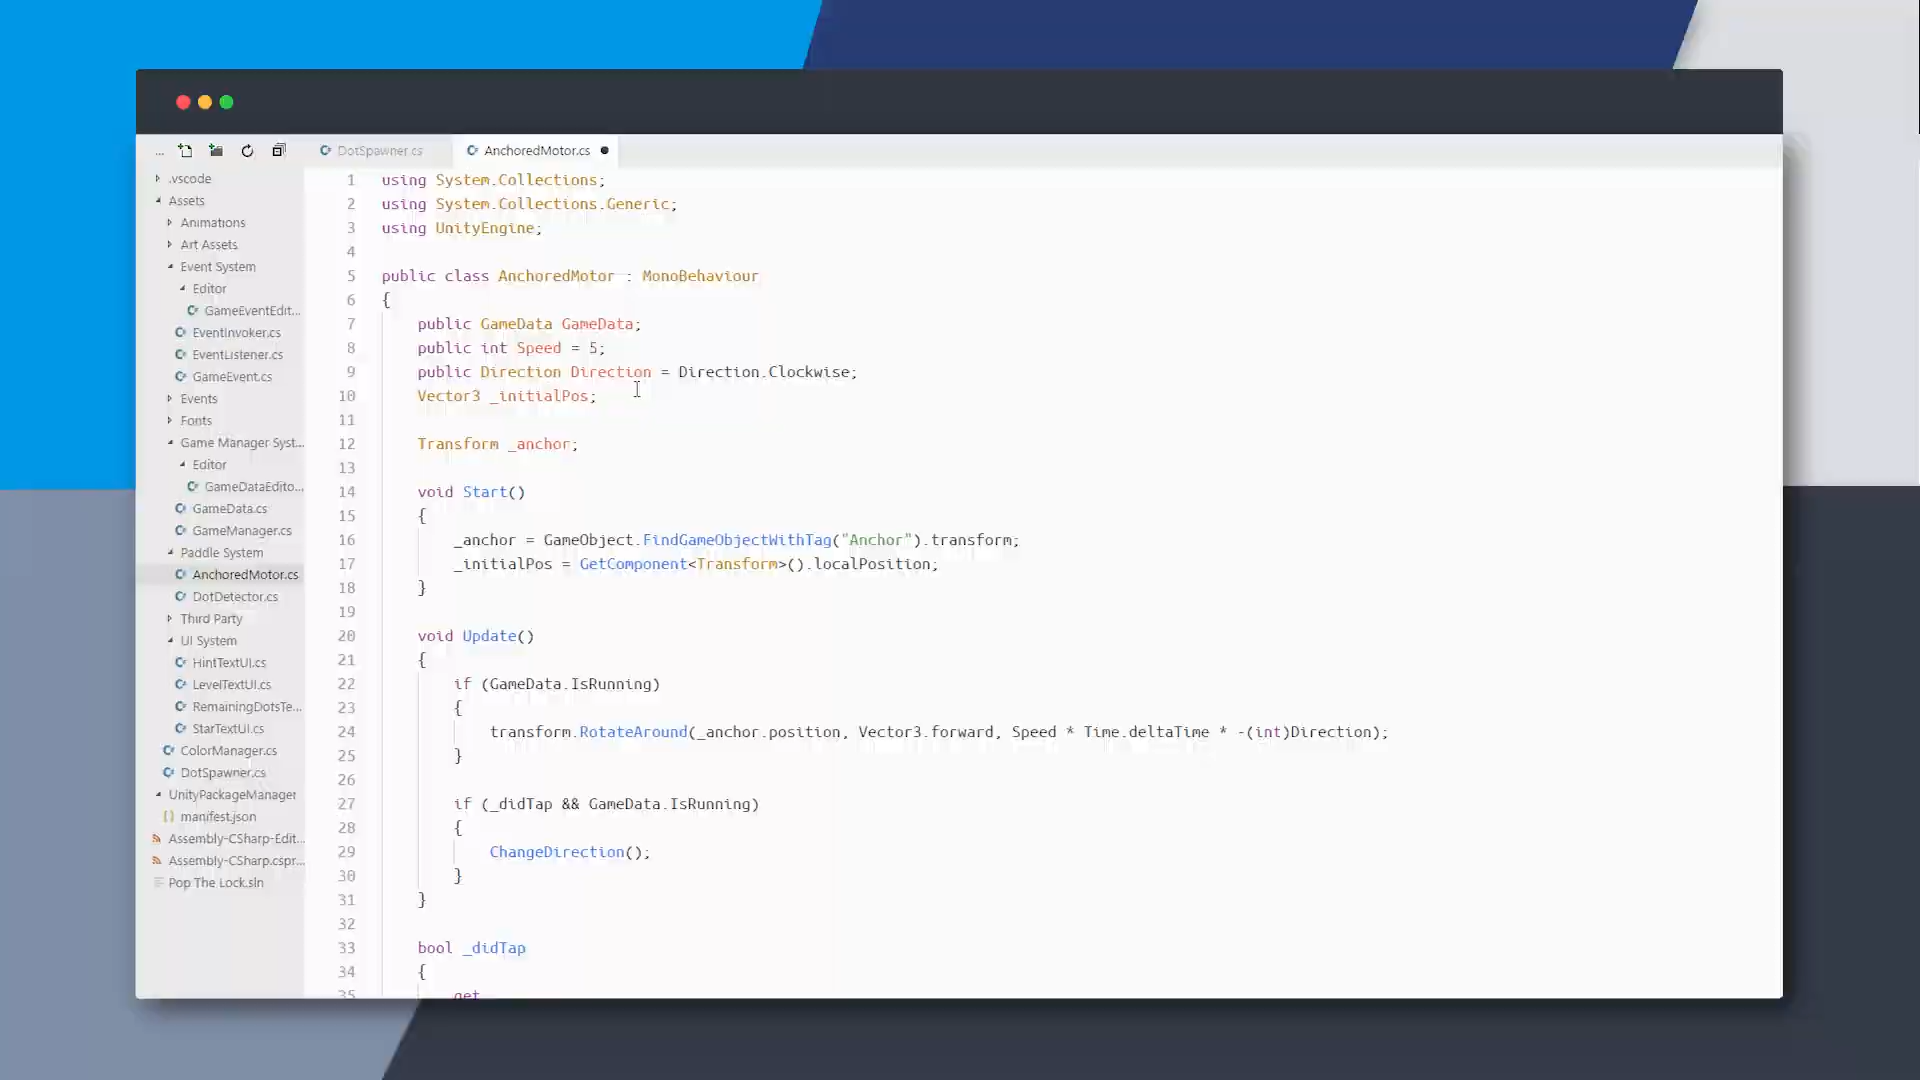 ... DotSpawner.cs AnchoredMotor.cs
.vscode
Assets
Animations
Art Assets
Event System
Editor
GameEventEdit...
EventInvoker.cs
EventListener.cs
GameEvent.cs
Events
Fonts
Game Manager Syst...
Editor
GameDataEdito...
GameData.cs
GameManager.cs
Paddle System
AnchoredMotor.cs
DotDetector.cs
Third Party
UI System
HintTextUI.cs
LevelTextUI.cs
RemainingDotsTe...
StarTextUI.cs
ColorManager.cs
DotSpawner.cs
UnityPackageManager
{} manifest.json
Assembly-CSharp-Edit...
Assembly-CSharp.cspr...
Pop The Lock.sln
1 using System.Collections;
2 using System.Collections.Generic;
3 using UnityEngine;
4
5 public class AnchoredMotor : MonoBehaviour
6 {
7 public GameData GameData;
8 public int Speed = 5;
9 public Direction Direction = Direction.Clockwise;
10 Vector3 _initialPos;
11
12 Transform _anchor;
13
14 void Start()
15 {
16 _anchor = GameObject.FindGameObjectWithTag("Anchor").transform;
17 _initialPos = GetComponent<Transform>().localPosition;
18 }
19
20 void Update()
21 {
22 if (GameData.IsRunning)
23 {
24 transform.RotateAround(_anchor.position, Vector3.forward, Speed * Time.deltaTime * -(int)Direction);
25 }
26
27 if (_didTap && GameData.IsRunning)
28 {
29 ChangeDirection();
30 }
31 }
32
33 bool _didTap
34 {
35 get